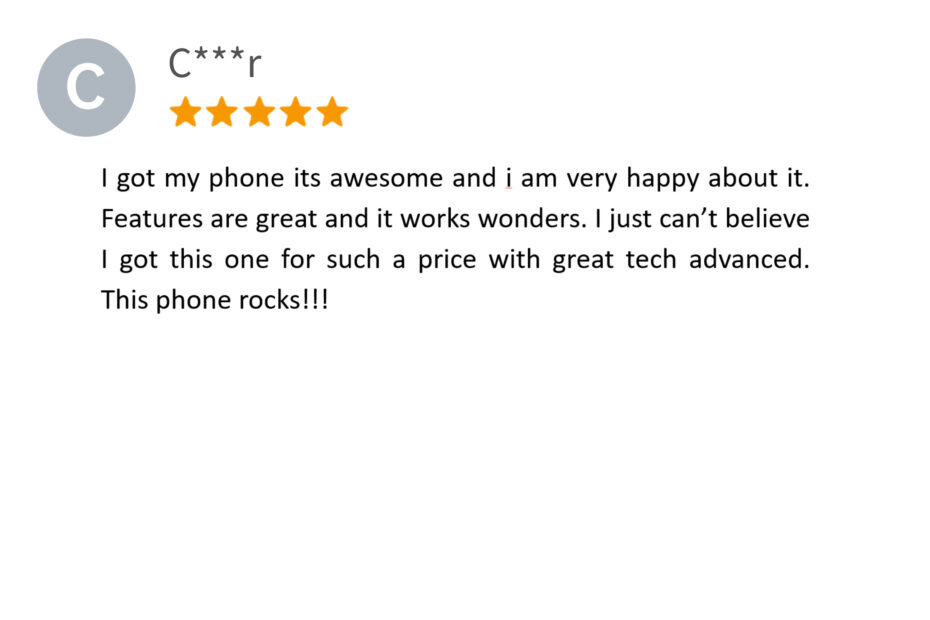 C
C***r
I got my phone its awesome and i am very happy about it.
Features are great and it works wonders. I just can’t believe
I got this one for such a price with great tech advanced.
This phone rocks!!!